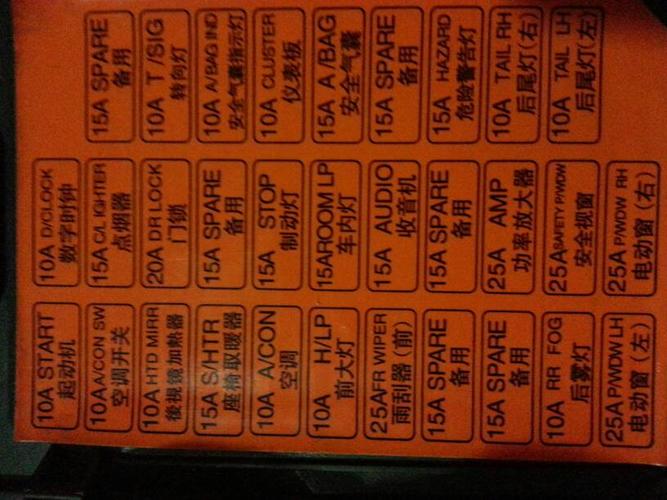 10A START
起动机
10A D/CLOCK
数字时钟
10A A/CON SW
空调开关
15A C/LIGHTER
点烟器
15A SPARE
备用
10A HTD MIRR
後視鏡加熱器
20A DR LOCK
门锁
10A T/SIG
转向灯
15A S/HTR
座椅取暖器
15A SPARE
备用
10A A/BAG IND
安全气囊指示灯
10A A/CON
空调
15A STOP
制动灯
10A CLUSTER
仪表板
10A H/LP
前大灯
15A ROOM LP
车内灯
15A A/BAG
安全气囊
25A FR WIPER
雨刮器(前)
15A AUDIO
收音机
15A SPARE
备用
15A SPARE
备用
15A SPARE
备用
15A HAZARD
危险警告灯
15A SPARE
备用
25A AMP
功率放大器
10A TAIL RH
后尾灯(右)
10A RR FOG
后雾灯
25A SAFETY P/WDW
安全视窗
10A TAIL LH
后尾灯(左)
25A P/WDW LH
电动窗(左)
25A P/WDW RH
电动窗(右)